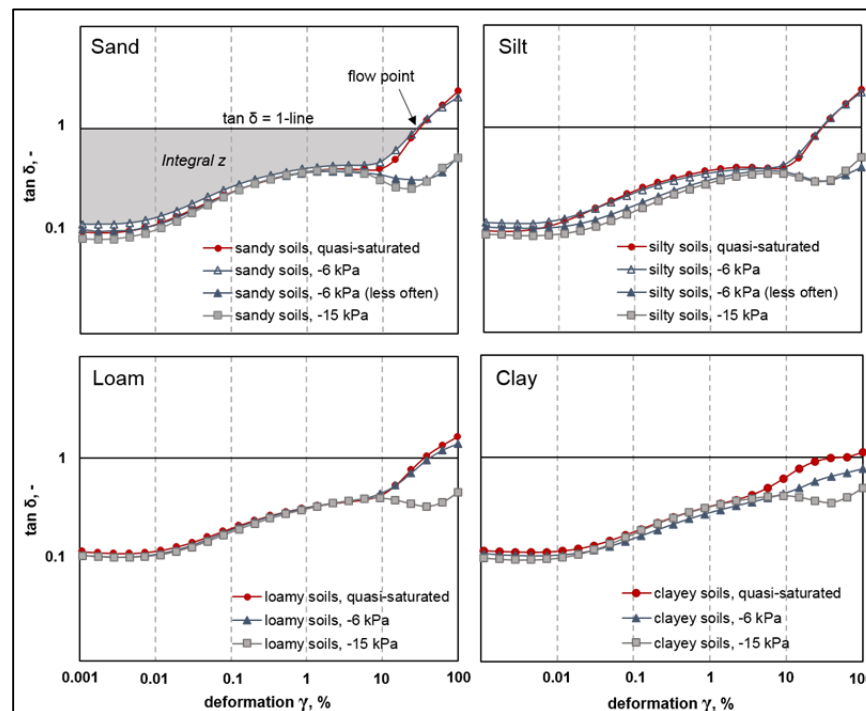 Sand
flow point
tan δ = 1-line
Integral z
1
0.1
tan δ, -
sandy soils, quasi-saturated
sandy soils, -6 kPa
sandy soils, -6 kPa (less often)
sandy soils, -15 kPa
Silt
1
0.1
tan δ, -
silty soils, quasi-saturated
silty soils, -6 kPa
silty soils, -6 kPa (less often)
silty soils, -15 kPa
Loam
1
0.1
tan δ, -
loamy soils, quasi-saturated
loamy soils, -6 kPa
loamy soils, -15 kPa
0.001 0.01 0.1 1 10 100
deformation γ, %
Clay
clayey soils, quasi-saturated
clayey soils, -6 kPa
clayey soils, -15 kPa
0.01 0.1 1 10 10
deformation γ, %